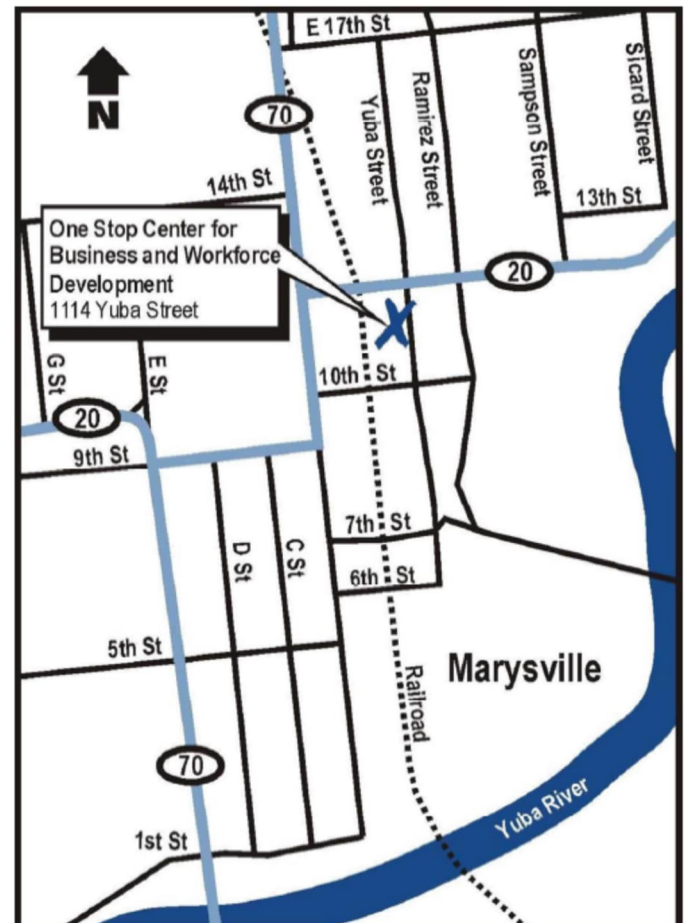 E 17th St
N
70
Yuba Street
Ramirez Street
Sampson Street
Sicard Street
14th St
13th St
One Stop Center for
Business and Workforce
Development
1114 Yuba Street
20
G St
E St
10th St
20
9th St
7th St
D St
C St
6th St
5th St
Marysville
Railroad
70
Yuba River
1st St